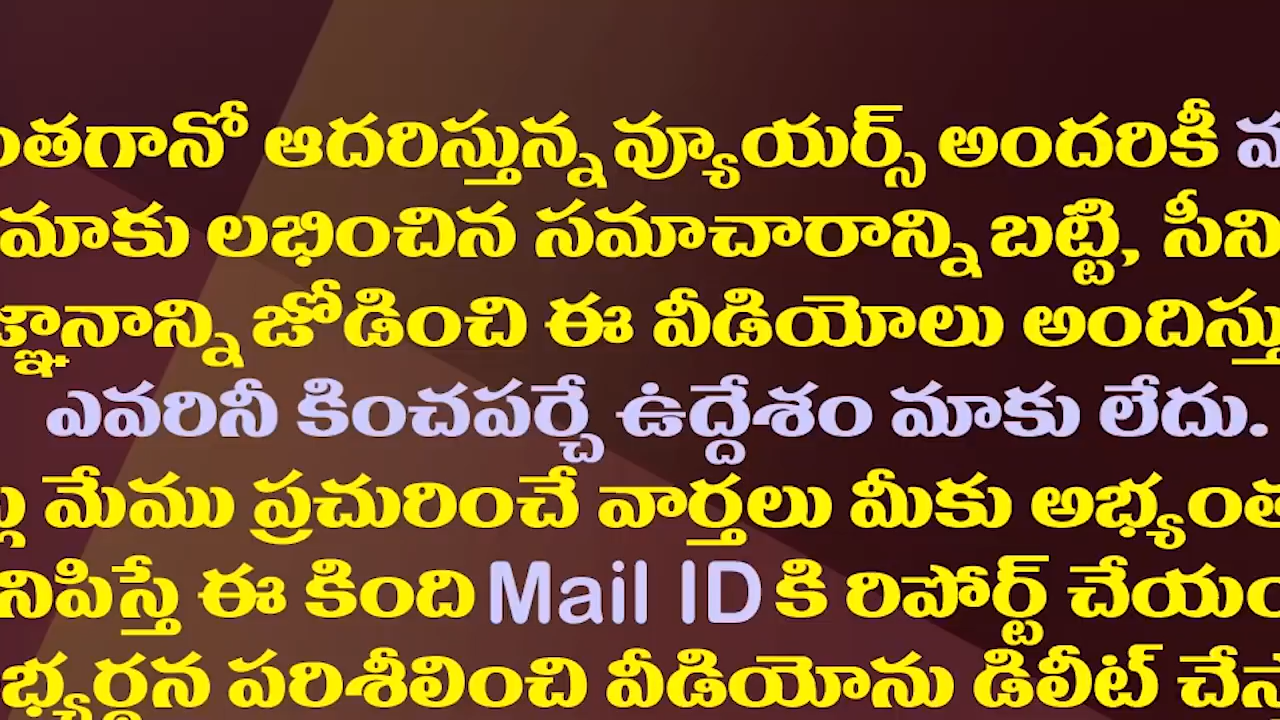 ంతగానో ఆదరిస్తున్న వ్యూయర్స్ అందరికీ
మాకు లభించిన సమాచారాన్ని బట్టి, సీని
జ్ఞానాన్ని జోడించి ఈ వీడియోలు అందిస్తు
ఎవరినీ కించపర్చే ఉద్దేశం మాకు లేదు.
మేము ప్రచురించే వార్తలు మీకు అభ్యంత
నిపిస్తే ఈ కింది Mail ID కి రిపోర్ట్ చేయం
భ్యర్థన పరిశీలించి వీడియోను డిలీట్ చేస